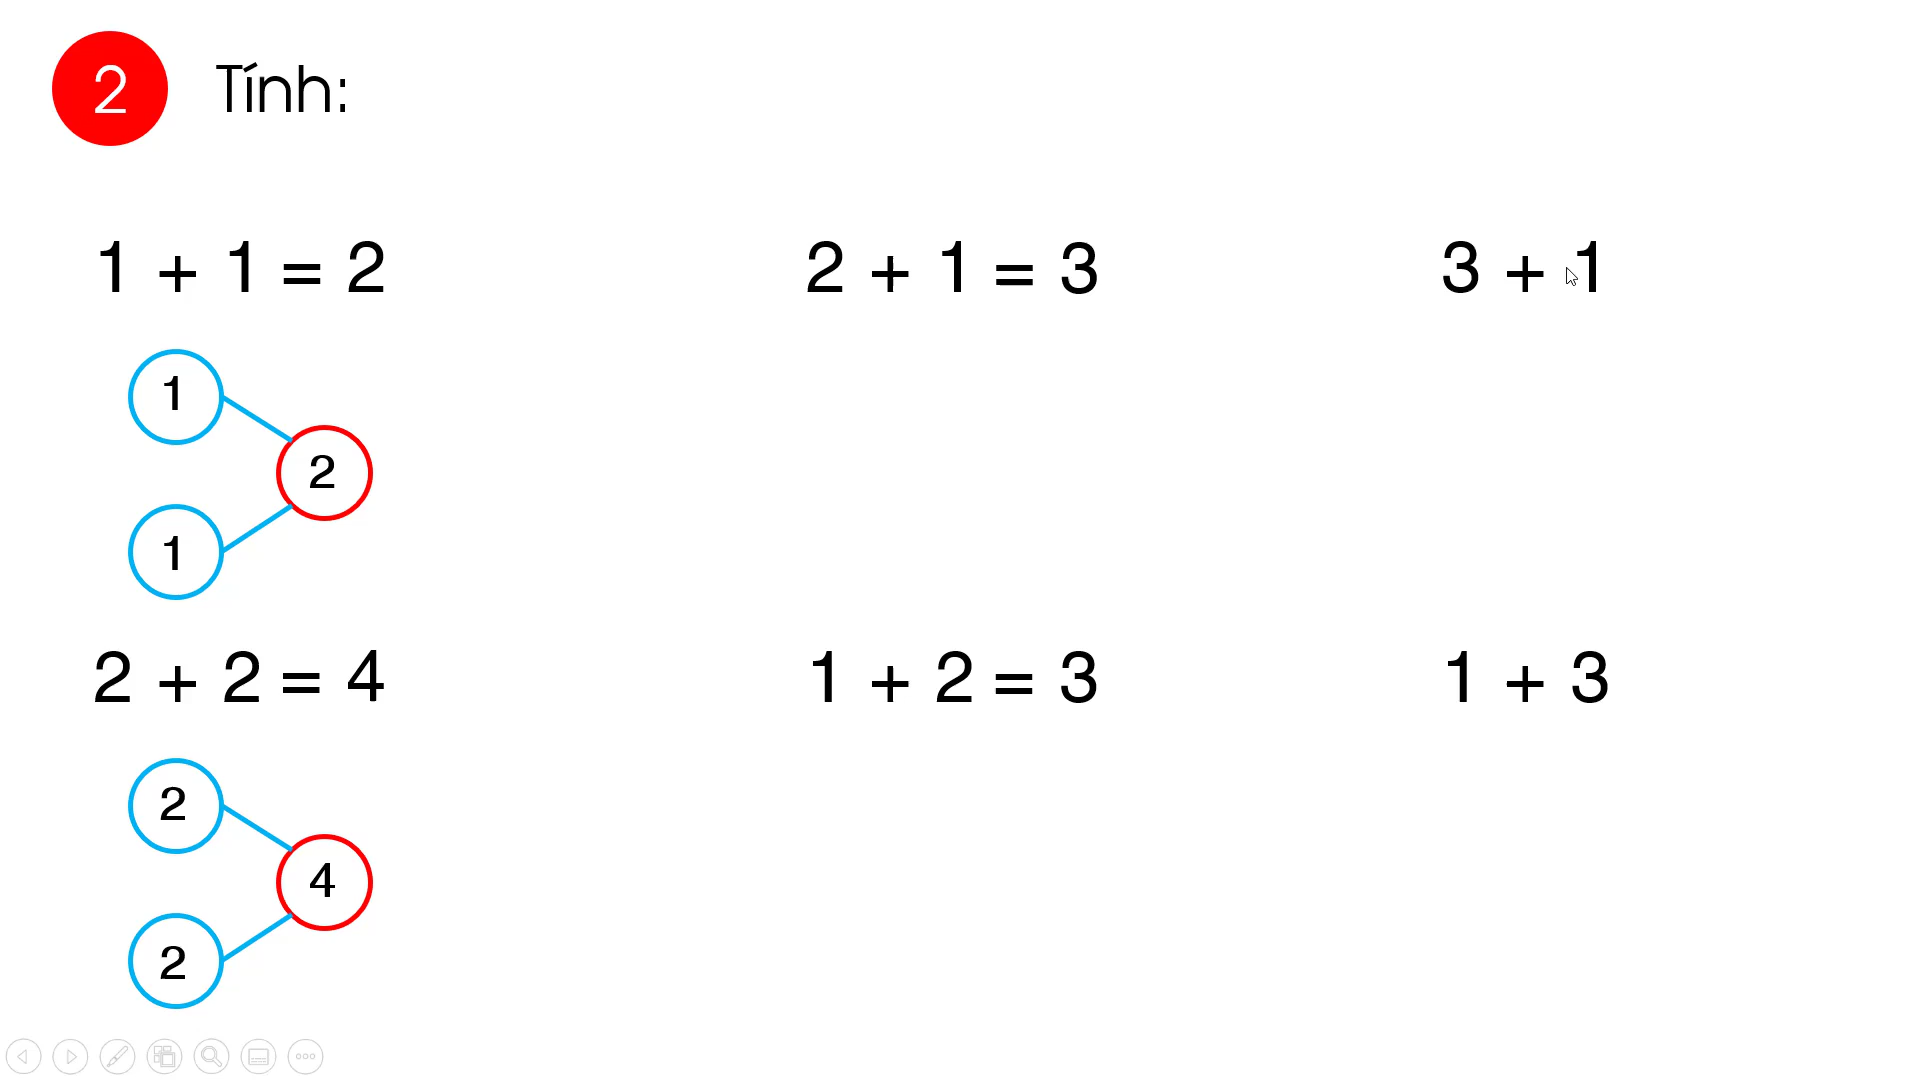 2 Tính:
1 + 1 = 2
2 + 1 = 3
3 + 1
1
2
1
2 + 2 = 4
1 + 2 = 3
1 + 3
2
4
2